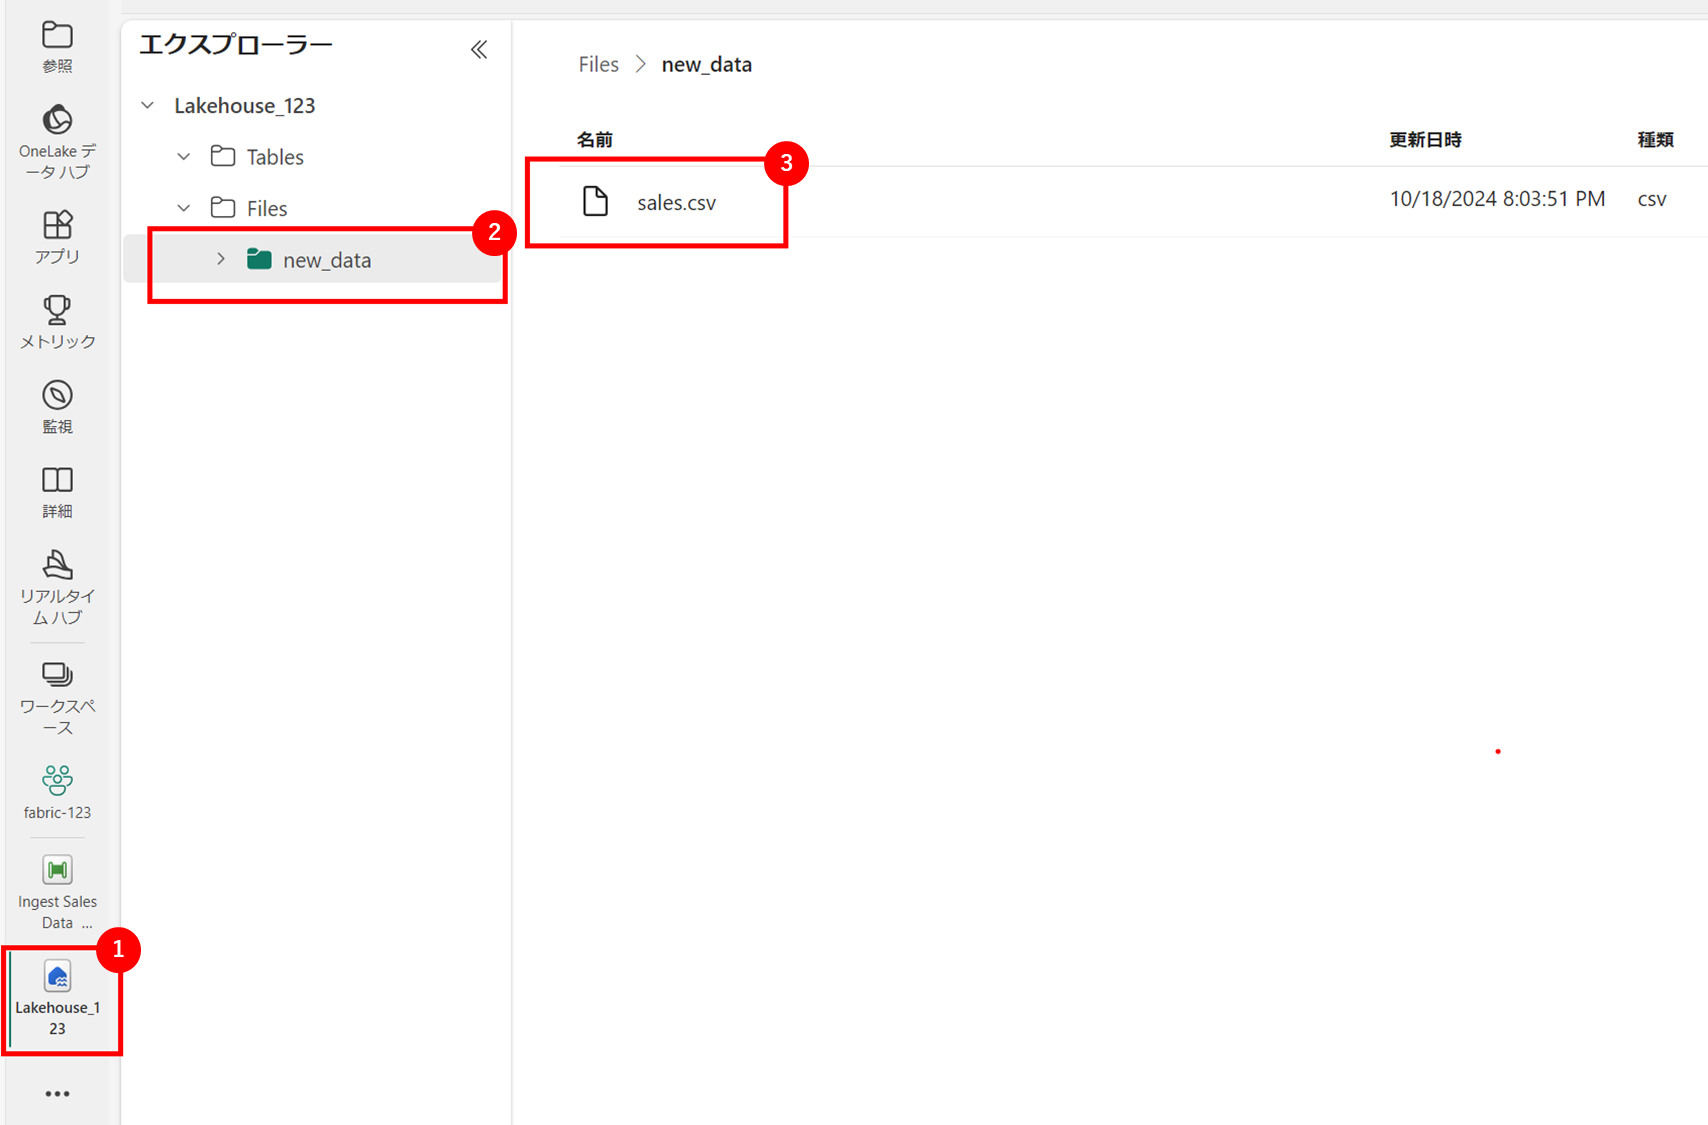 参照
OneLake デ
ータ ハブ
アプリ
メトリック
監視
詳細
リアルタイ
ム ハブ
ワークスペ
ース
fabric-123
Ingest Sales
Data ...
1
Lakehouse_1
23
エクスプローラー
Lakehouse_123
Tables
Files
2
new_data
Files > new_data
名前 更新日時 種類
3
sales.csv 10/18/2024 8:03:51 PM csv